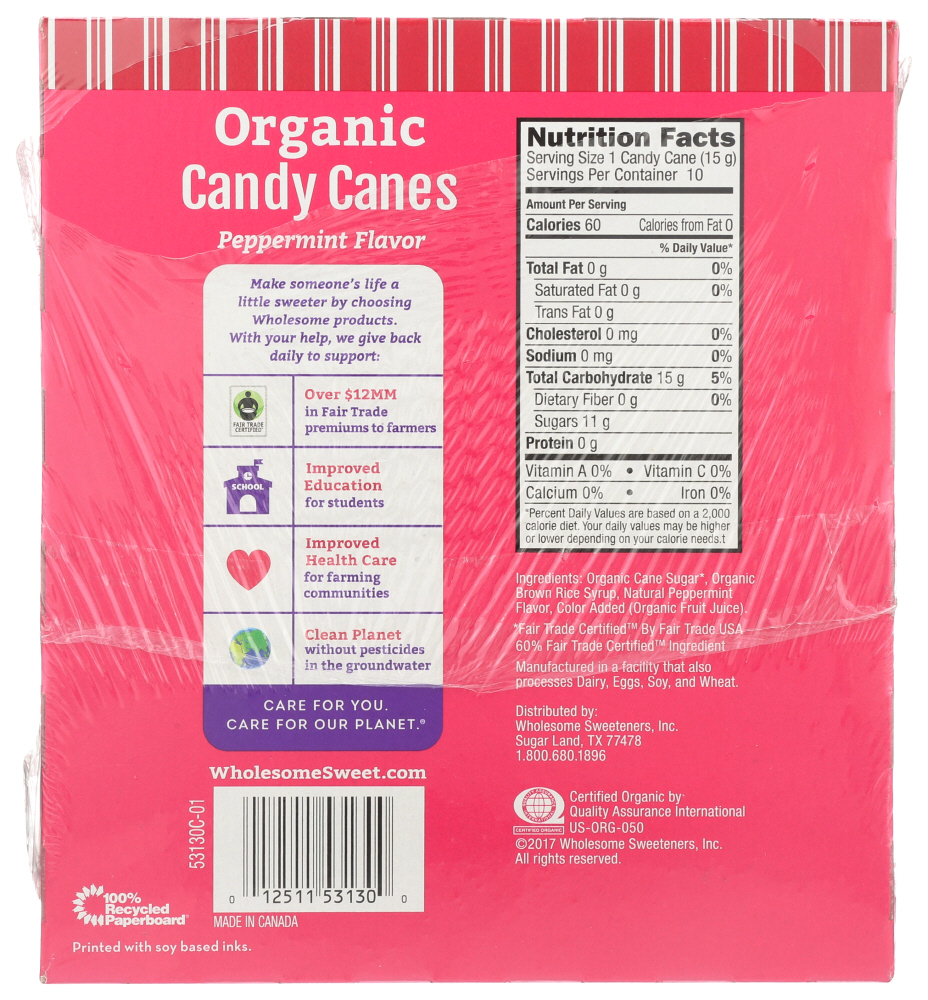 Organic
Candy Canes
Peppermint Flavor
Make someone's life a
little sweeter by choosing
Wholesome products.
With your help, we give back
daily to support:
FAIR TRADE
CERTIFIED™
Over $12MM
in Fair Trade
premiums to farmers
SCHOOL
Improved
Education
for students
Improved
Health Care
for farming
communities
Clean Planet
without pesticides
in the groundwater
CARE FOR YOU.
CARE FOR OUR PLANET.®
WholesomeSweet.com
53130C-01
0 12511 53130 0
MADE IN CANADA
100%
Recycled
Paperboard
Printed with soy based inks.
Nutrition Facts
Serving Size 1 Candy Cane (15 g)
Servings Per Container 10
Amount Per Serving
Calories 60 Calories from Fat 0
% Daily Value*
Total Fat 0 g 0%
Saturated Fat 0 g 0%
Trans Fat 0 g
Cholesterol 0 mg 0%
Sodium 0 mg 0%
Total Carbohydrate 15 g 5%
Dietary Fiber 0 g 0%
Sugars 11 g
Protein 0 g
Vitamin A 0% • Vitamin C 0%
Calcium 0% • Iron 0%
*Percent Daily Values are based on a 2,000
calorie diet. Your daily values may be higher
or lower depending on your calorie needs.t
Ingredients: Organic Cane Sugar*, Organic
Brown Rice Syrup, Natural Peppermint
Flavor, Color Added (Organic Fruit Juice).
*Fair Trade Certified™ By Fair Trade USA
60% Fair Trade Certified™ Ingredient
Manufactured in a facility that also
processes Dairy, Eggs, Soy, and Wheat.
Distributed by:
Wholesome Sweeteners, Inc.
Sugar Land, TX 77478
1.800.680.1896
CERTIFIED ORGANIC
Certified Organic by
Quality Assurance International
US-ORG-050
©2017 Wholesome Sweeteners, Inc.
All rights reserved.